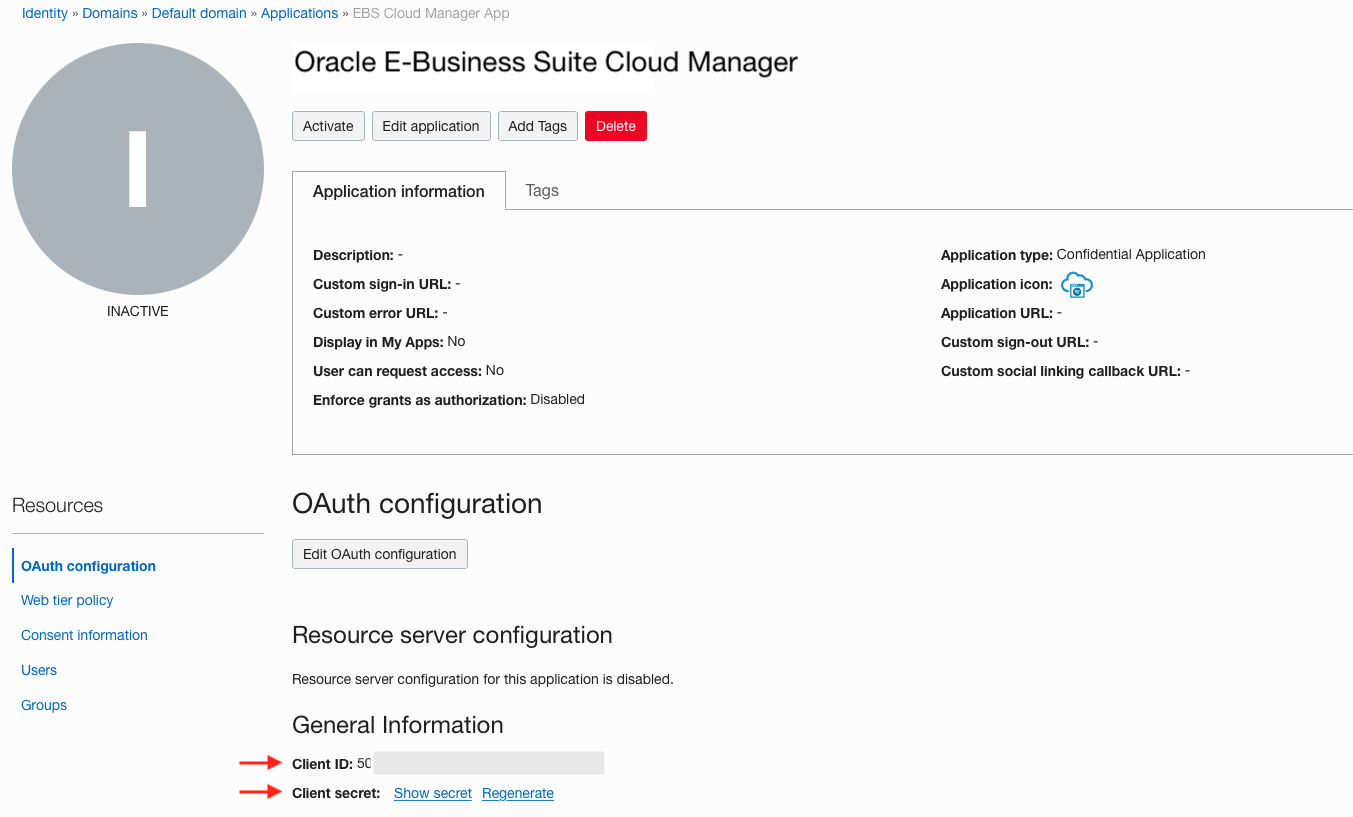 Identity » Domains » Default domain » Applications » EBS Cloud Manager App
I
INACTIVE
Oracle E-Business Suite Cloud Manager
Activate Edit application Add Tags Delete
Application information Tags
Description: - Application type: Confidential Application
Custom sign-in URL: - Application icon:
Custom error URL: - Application URL: -
Display in My Apps: No Custom sign-out URL: -
User can request access: No Custom social linking callback URL: -
Enforce grants as authorization: Disabled
Resources
OAuth configuration
Web tier policy
Consent information
Users
Groups
OAuth configuration
Edit OAuth configuration
Resource server configuration
Resource server configuration for this application is disabled.
General Information
Client ID: 50
Client secret: Show secret Regenerate